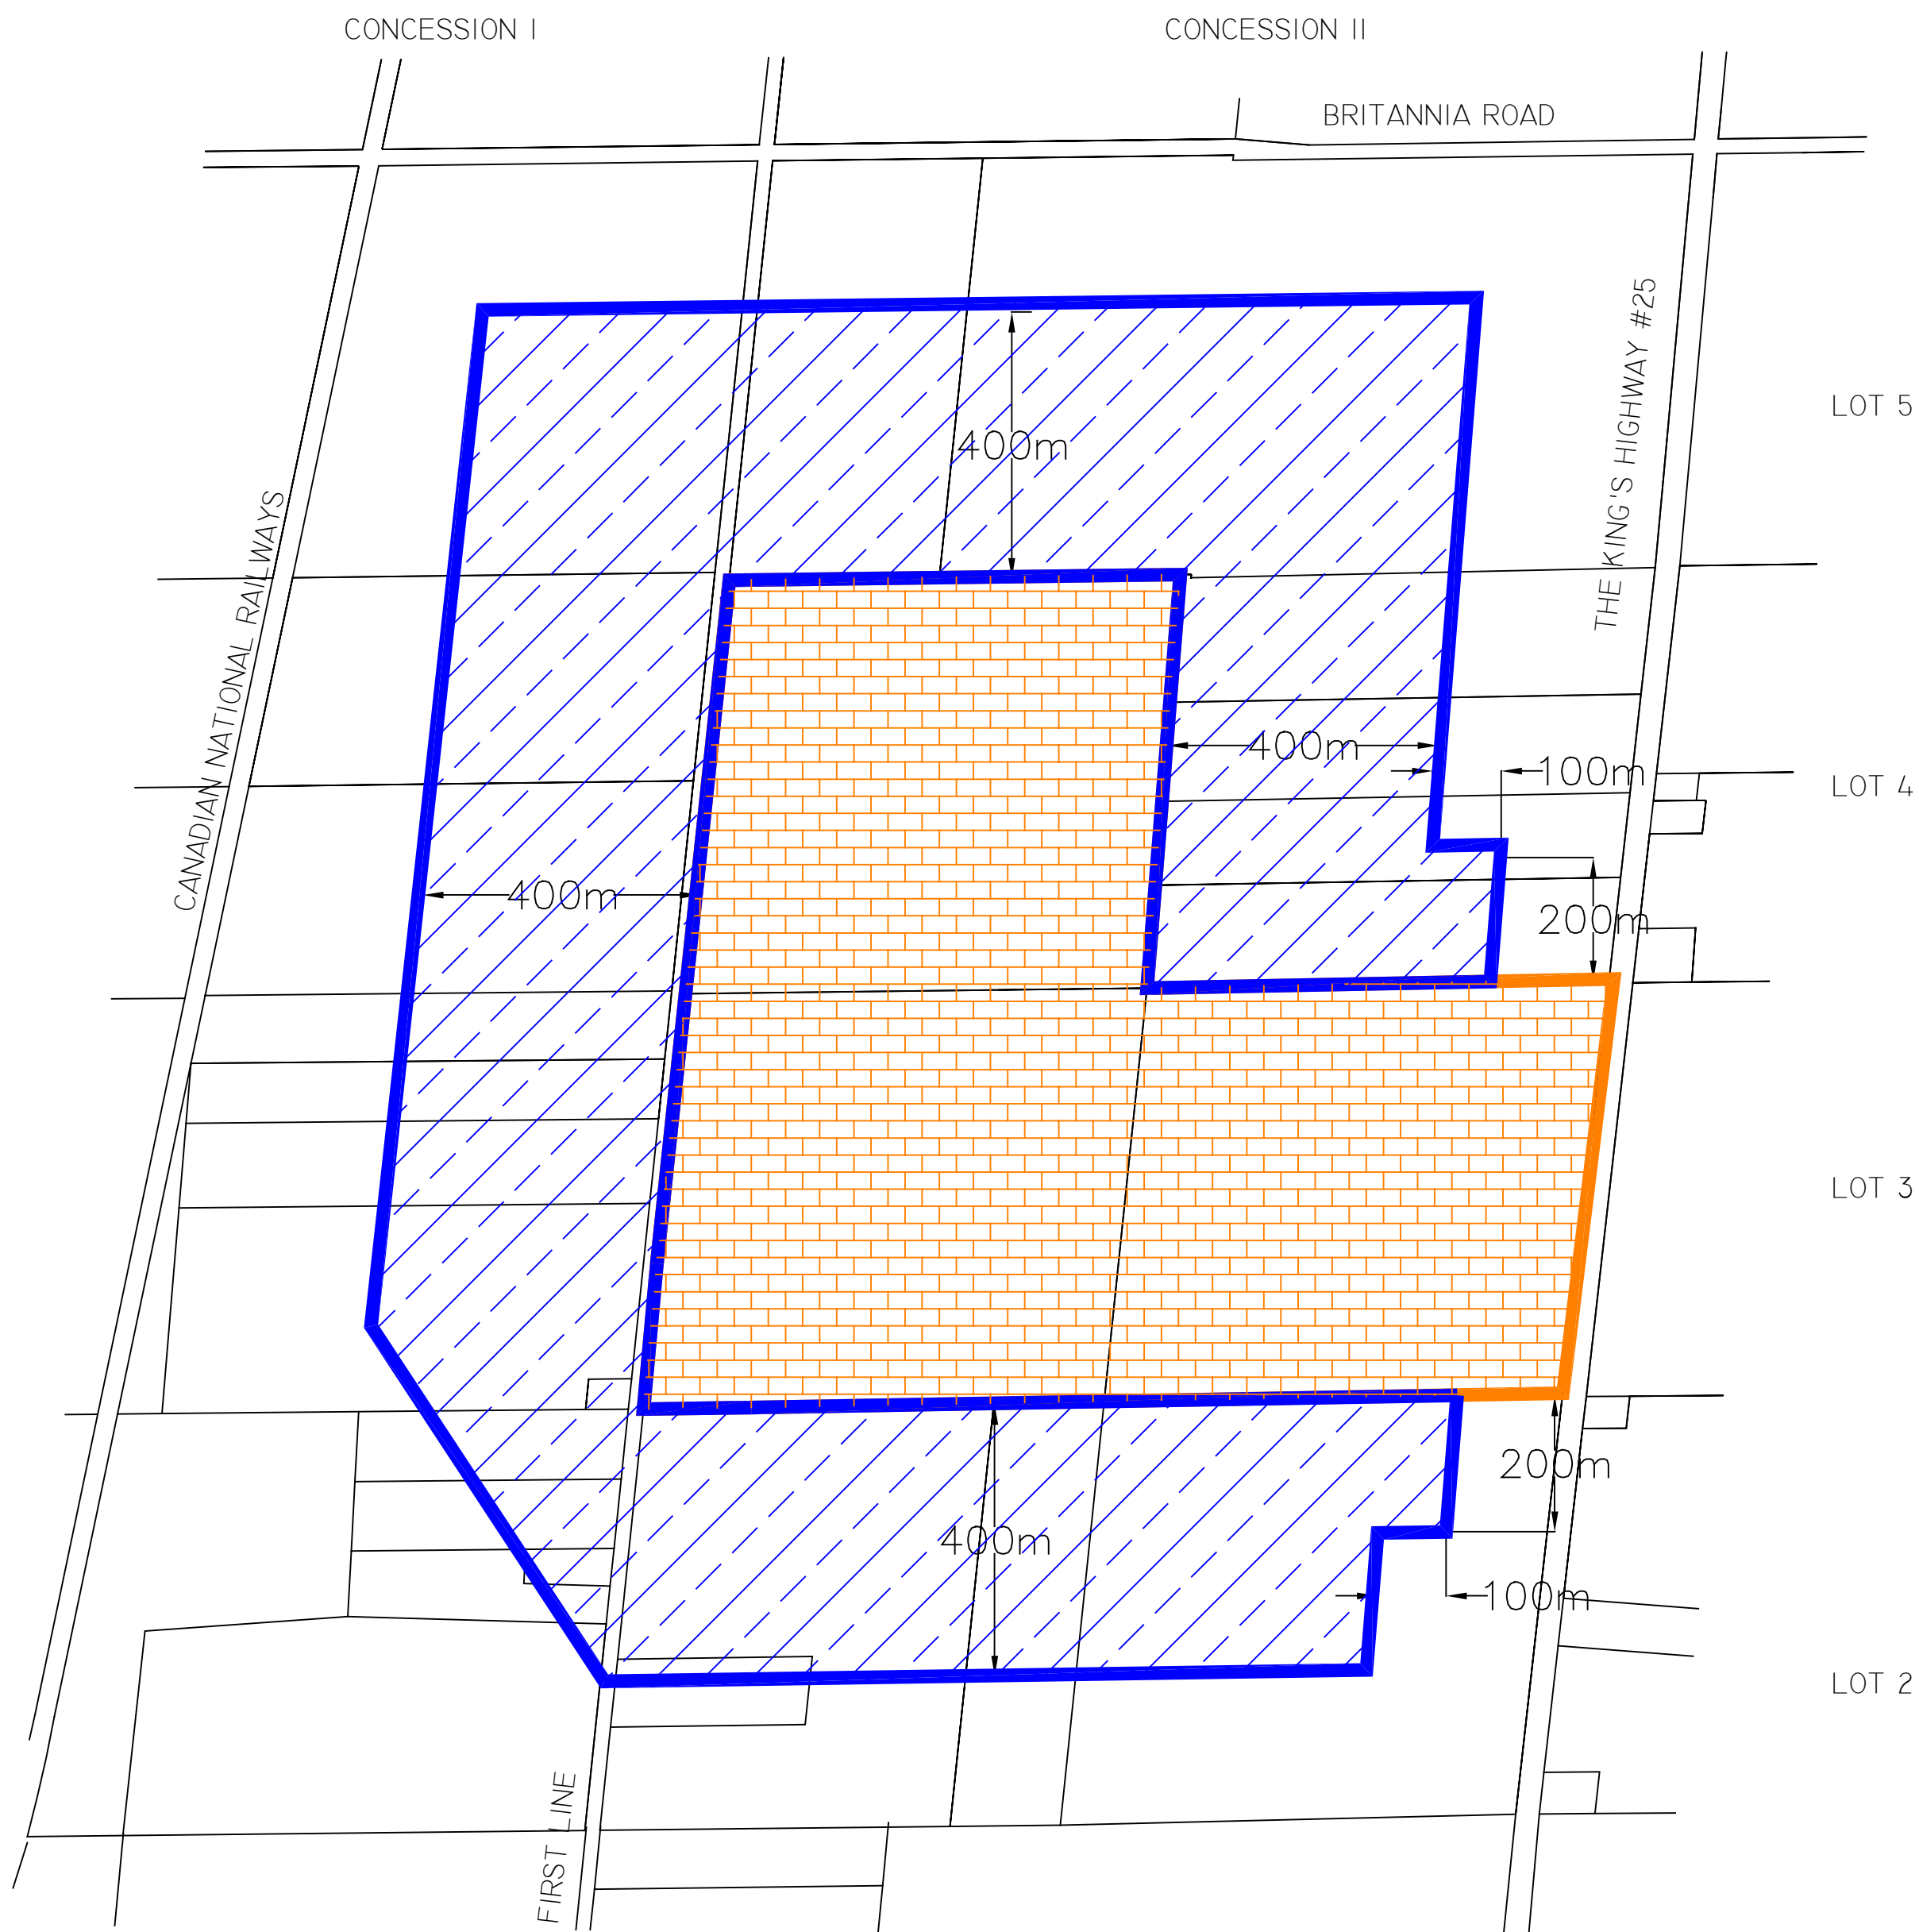 CONCESSION I
CONCESSION II
BRITANNIA ROAD
THE KING'S HIGHWAY #25
LOT 5
400m
CANADIAN NATIONAL RAILWAYS
400m
100m
LOT 4
400m
200m
LOT 3
200m
400m
100m
LOT 2
FIRST LINE